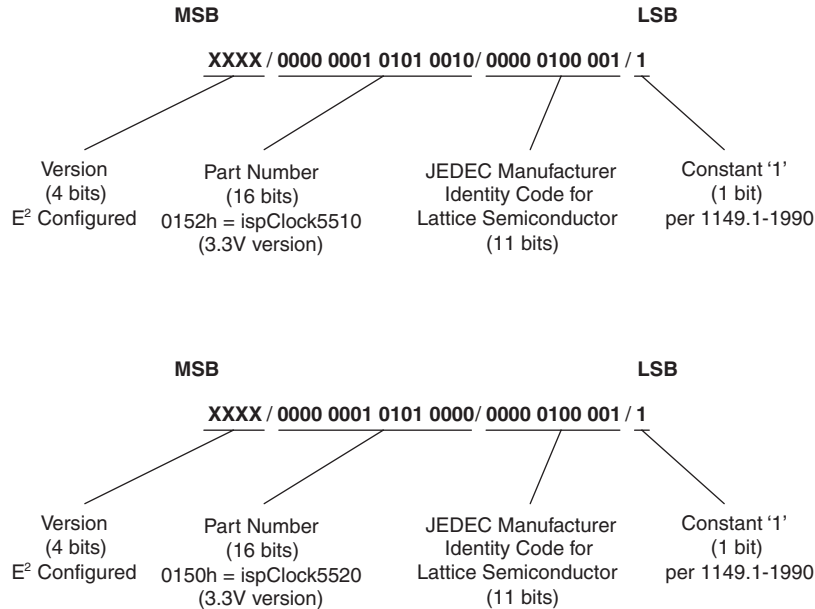 MSB LSB
XXXX / 0000 0001 0101 0010/ 0000 0100 001 / 1
Version
(4 bits)
E² Configured
Part Number
(16 bits)
0152h = ispClock5510
(3.3V version)
JEDEC Manufacturer
Identity Code for
Lattice Semiconductor
(11 bits)
Constant ‘1’
(1 bit)
per 1149.1-1990
MSB LSB
XXXX / 0000 0001 0101 0000/ 0000 0100 001 / 1
Version
(4 bits)
E² Configured
Part Number
(16 bits)
0150h = ispClock5520
(3.3V version)
JEDEC Manufacturer
Identity Code for
Lattice Semiconductor
(11 bits)
Constant ‘1’
(1 bit)
per 1149.1-1990